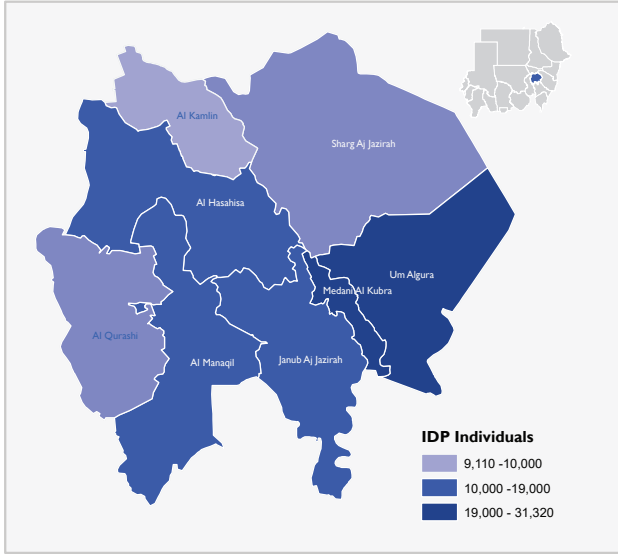 Al Kamlin
Sharg Aj Jazirah
Al Hasahisa
Um Algura
Medani Al Kubra
Al Qurashi
Al Manaqil
Janub Aj Jazirah
IDP Individuals
9,110 -10,000
10,000 -19,000
19,000 - 31,320